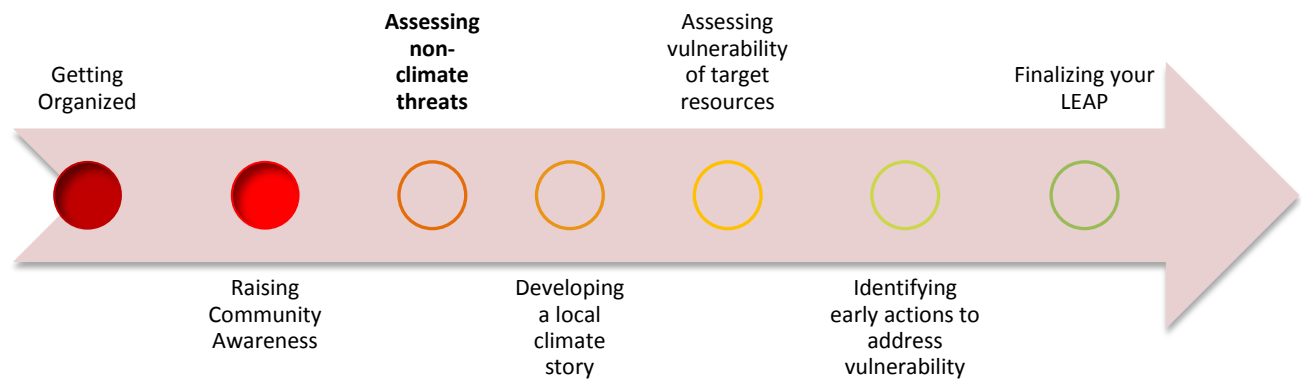 Getting
Organized
Raising
Community
Awareness
Assessing
non-
climate
threats
Developing
a local
climate
story
Assessing
vulnerability
of target
resources
Identifying
early actions to
address
vulnerability
Finalizing your
LEAP